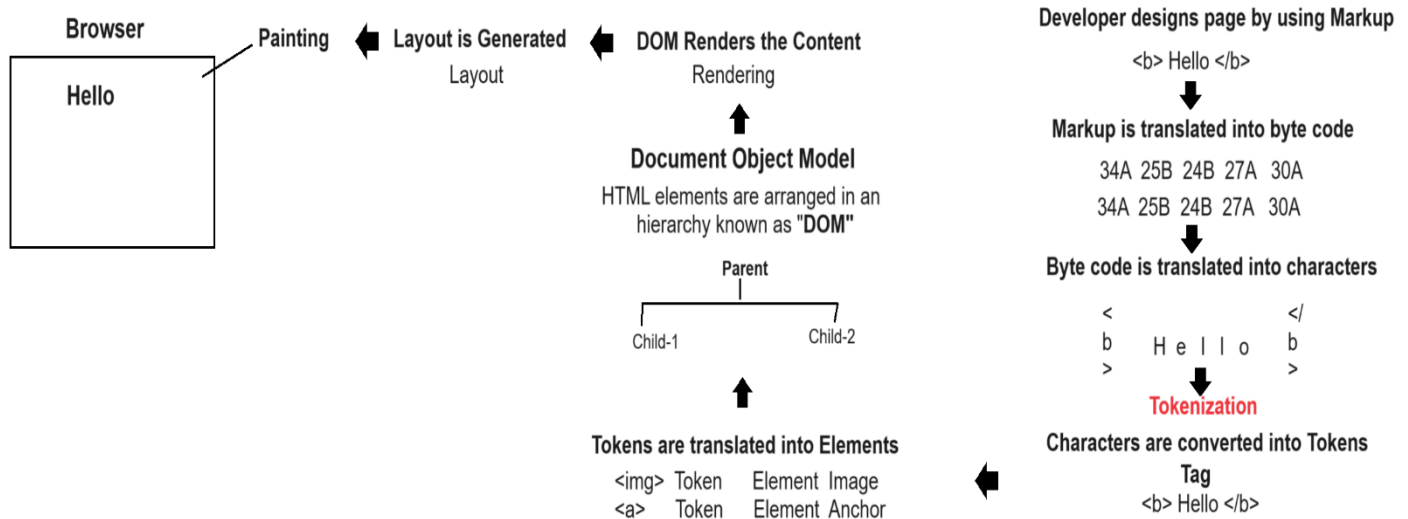 Developer designs page by using Markup
<b> Hello </b>
Markup is translated into byte code
34A 25B 24B 27A 30A
34A 25B 24B 27A 30A
Byte code is translated into characters
< </
b H e l l o b
> >
Tokenization
Characters are converted into Tokens
Tag
<b> Hello </b>
Tokens are translated into Elements
<img> Token Element Image
<a> Token Element Anchor
Document Object Model
HTML elements are arranged in an
hierarchy known as "DOM"
Parent
Child-1 Child-2
DOM Renders the Content
Rendering
Layout is Generated
Layout
Painting
Browser
Hello